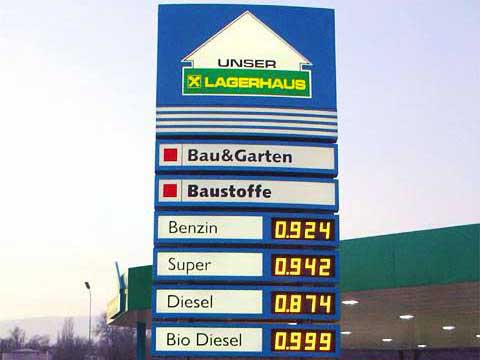 UNSER
LAGERHAUS
Bau&Garten
Baustoffe
Benzin 0.924
Super 0.942
Diesel 0.874
Bio Diesel 0.999